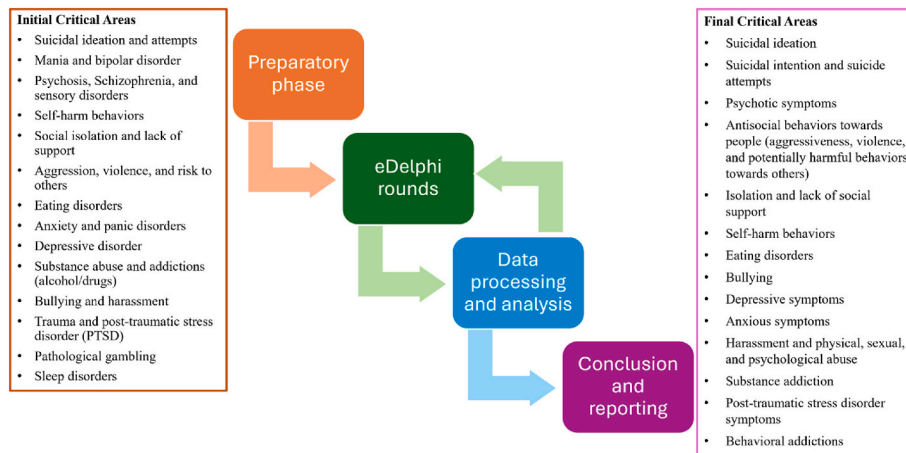 Initial Critical Areas
• Suicidal ideation and attempts
• Mania and bipolar disorder
• Psychosis, Schizophrenia, and
sensory disorders
• Self-harm behaviors
• Social isolation and lack of
support
• Aggression, violence, and risk to
others
• Eating disorders
• Anxiety and panic disorders
• Depressive disorder
• Substance abuse and addictions
(alcohol/drugs)
• Bullying and harassment
• Trauma and post-traumatic stress
disorder (PTSD)
• Pathological gambling
• Sleep disorders
Preparatory
phase
eDelphi
rounds
Data
processing
and analysis
Conclusion
and
reporting
Final Critical Areas
• Suicidal ideation
• Suicidal intention and suicide
attempts
• Psychotic symptoms
• Antisocial behaviors towards
people (aggressiveness, violence,
and potentially harmful behaviors
towards others)
• Isolation and lack of social
support
• Self-harm behaviors
• Eating disorders
• Bullying
• Depressive symptoms
• Anxious symptoms
• Harassment and physical, sexual,
and psychological abuse
• Substance addiction
• Post-traumatic stress disorder
symptoms
• Behavioral addictions